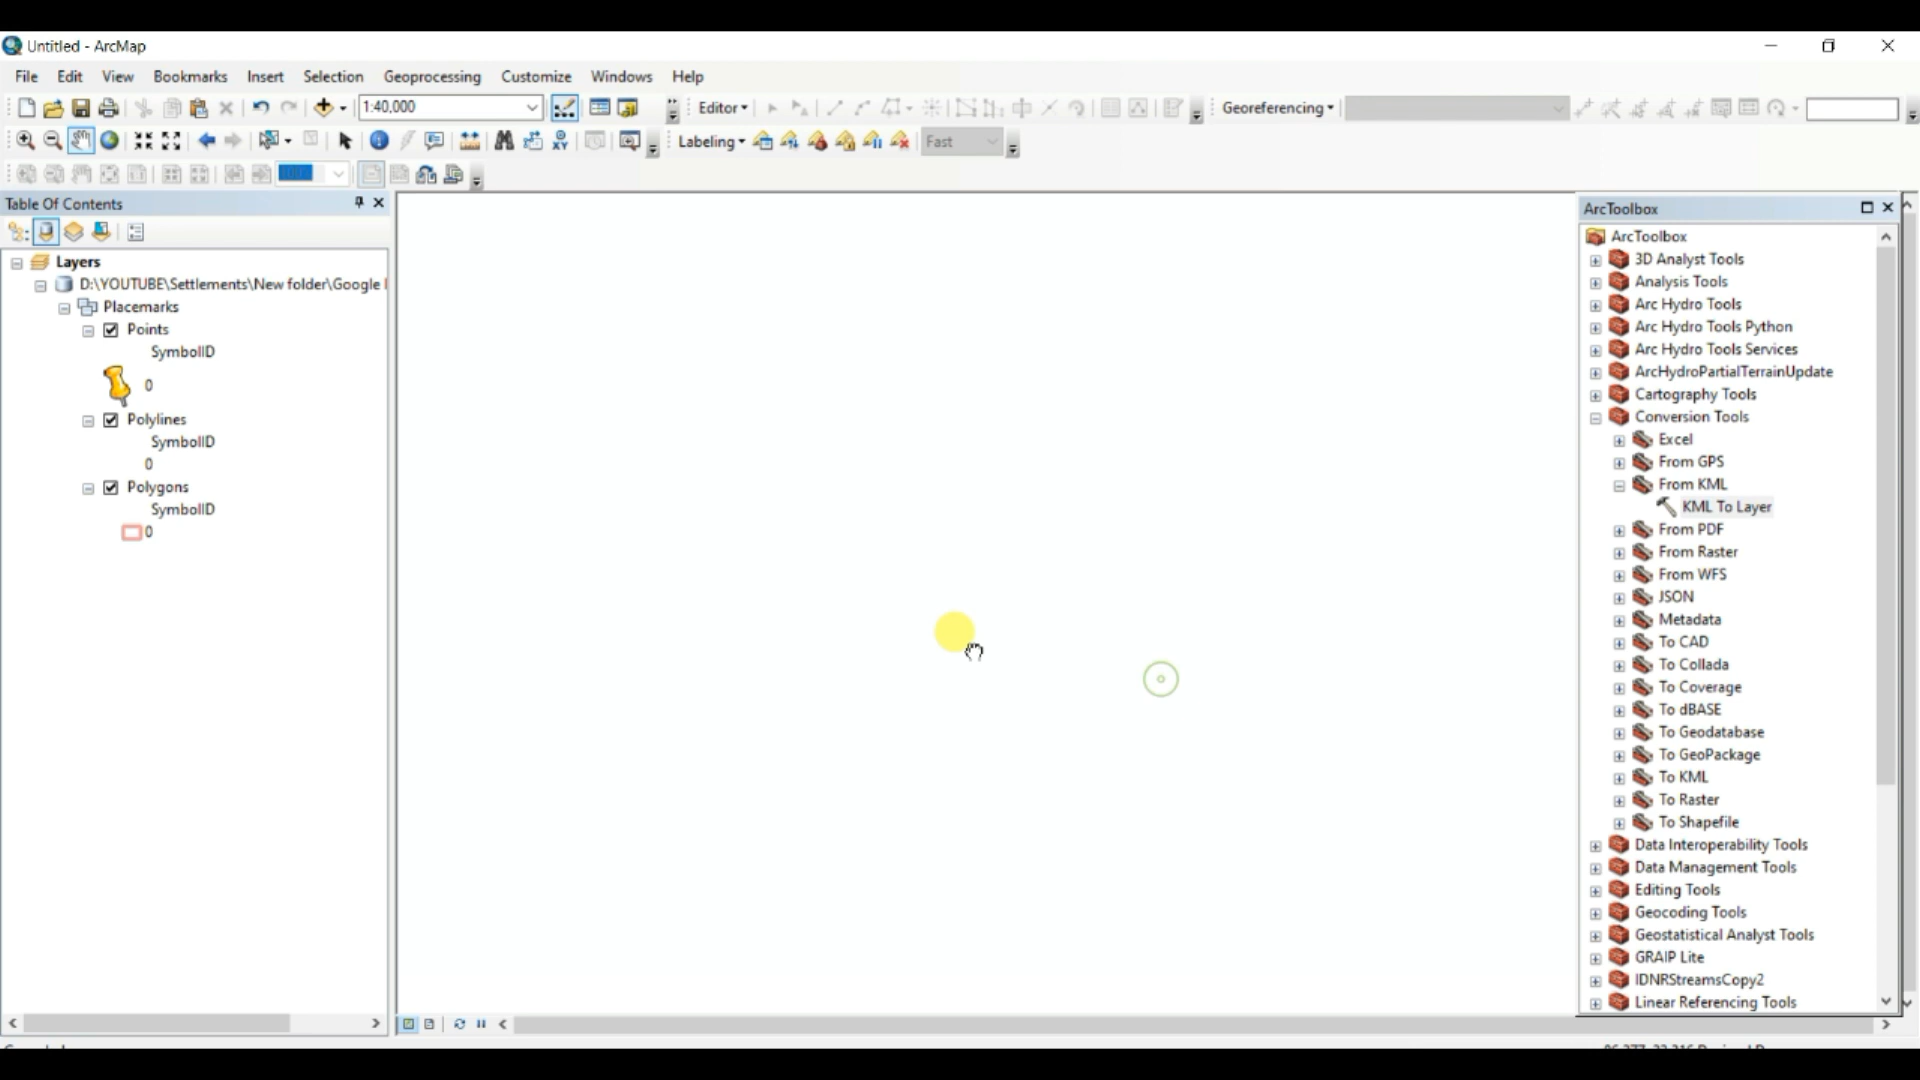 Untitled - ArcMap
File Edit View Bookmarks Insert Selection Geoprocessing Customize Windows Help
1:40,000 Editor Georeferencing
Labeling Fast
Table Of Contents
Layers
D:\YOUTUBE\Settlements\New folder\Google
Placemarks
Points
SymbolID
0
Polylines
SymbolID
0
Polygons
SymbolID
0
ArcToolbox
ArcToolbox
3D Analyst Tools
Analysis Tools
Arc Hydro Tools
Arc Hydro Tools Python
Arc Hydro Tools Services
ArcHydroPartialTerrainUpdate
Cartography Tools
Conversion Tools
Excel
From GPS
From KML
KML To Layer
From PDF
From Raster
From WFS
JSON
Metadata
To CAD
To Collada
To Coverage
To dBASE
To Geodatabase
To GeoPackage
To KML
To Raster
To Shapefile
Data Interoperability Tools
Data Management Tools
Editing Tools
Geocoding Tools
Geostatistical Analyst Tools
GRAIP Lite
IDNRStreamsCopy2
Linear Referencing Tools